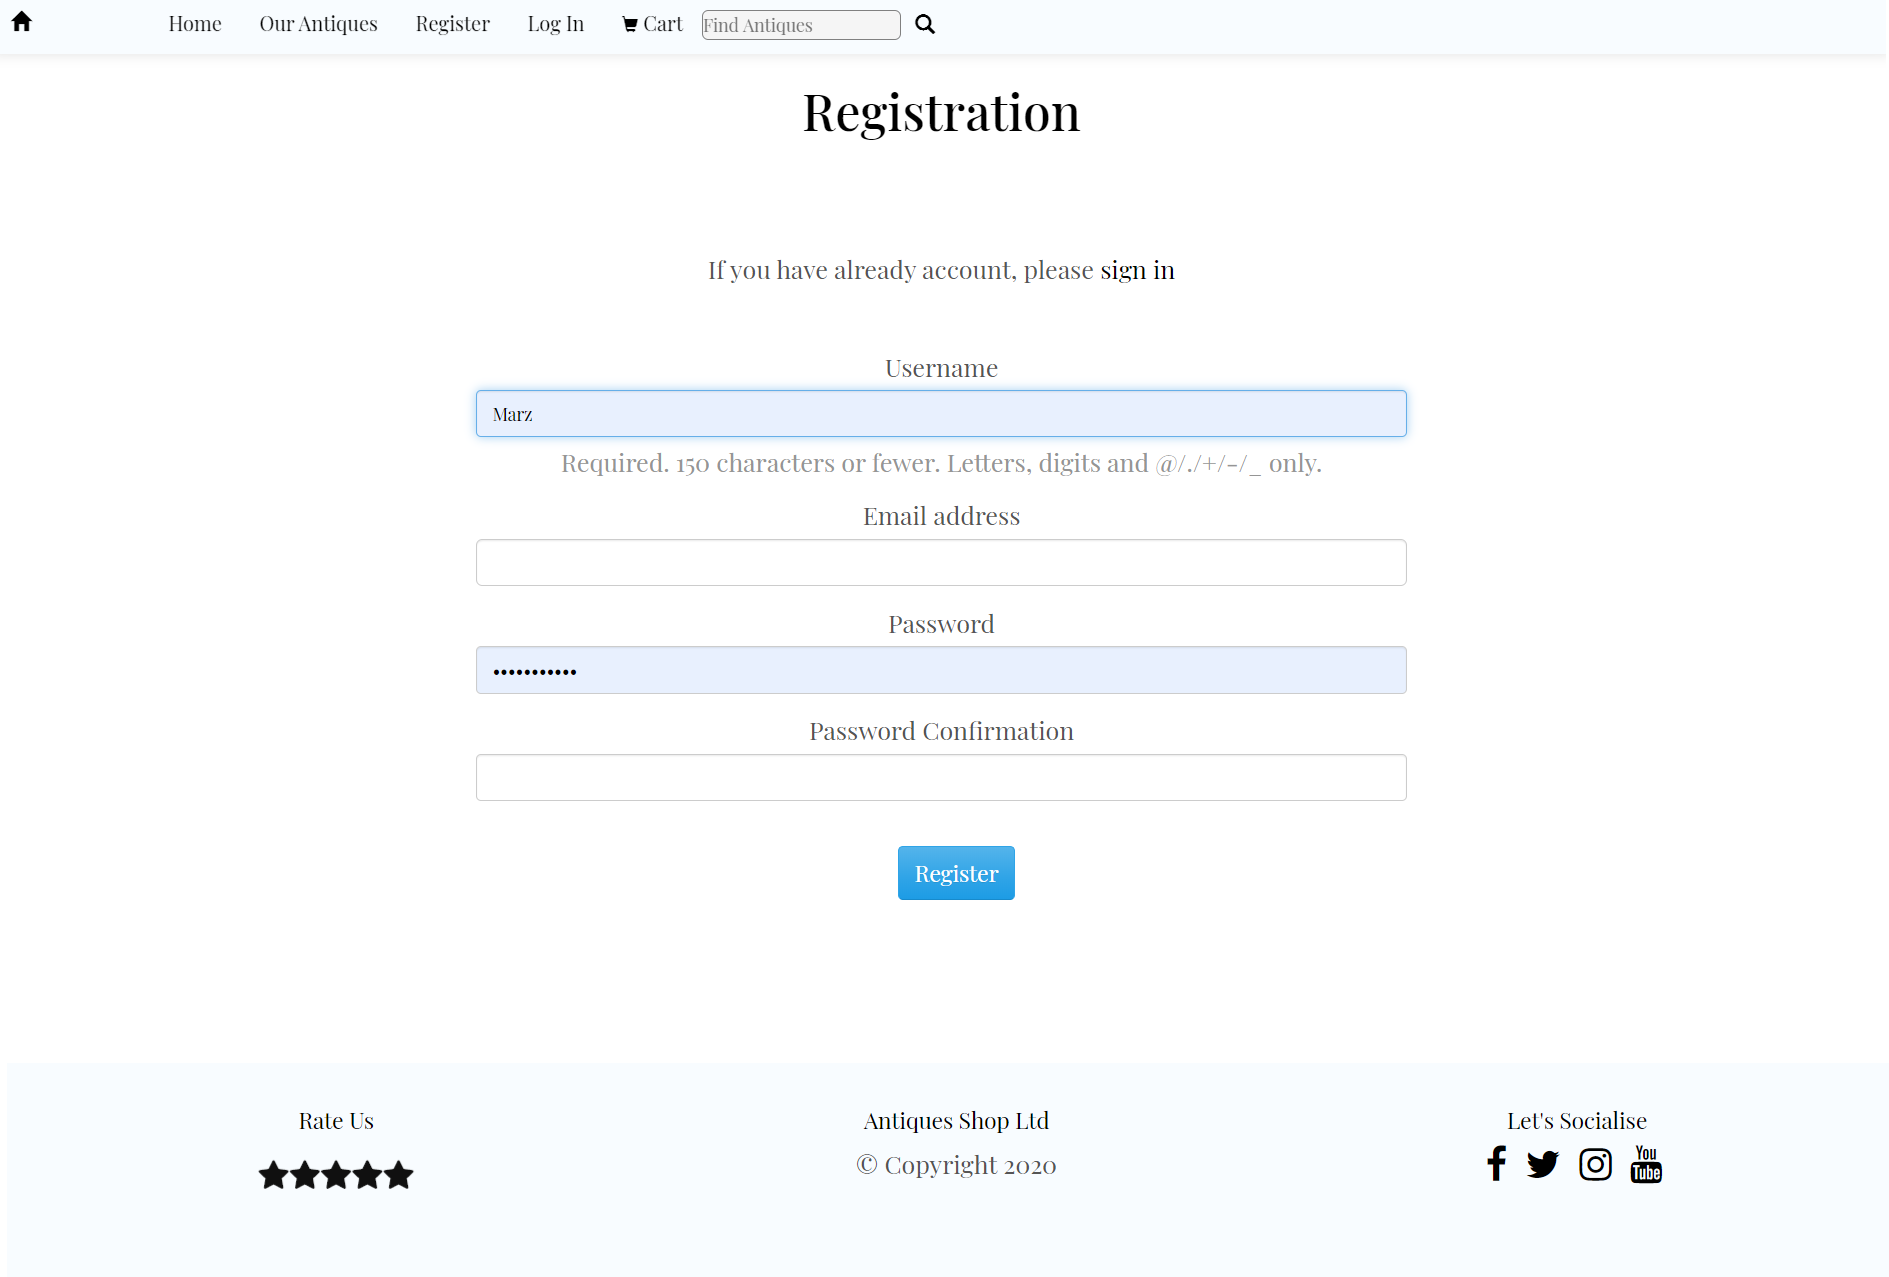 Home Our Antiques Register Log In Cart Find Antiques
Registration
If you have already account, please sign in
Username
Marz
Required. 150 characters or fewer. Letters, digits and @/./+/-/_ only.
Email address
Password
•••••••••••
Password Confirmation
Register
Rate Us Antiques Shop Ltd Let's Socialise
© Copyright 2020
You
Tube